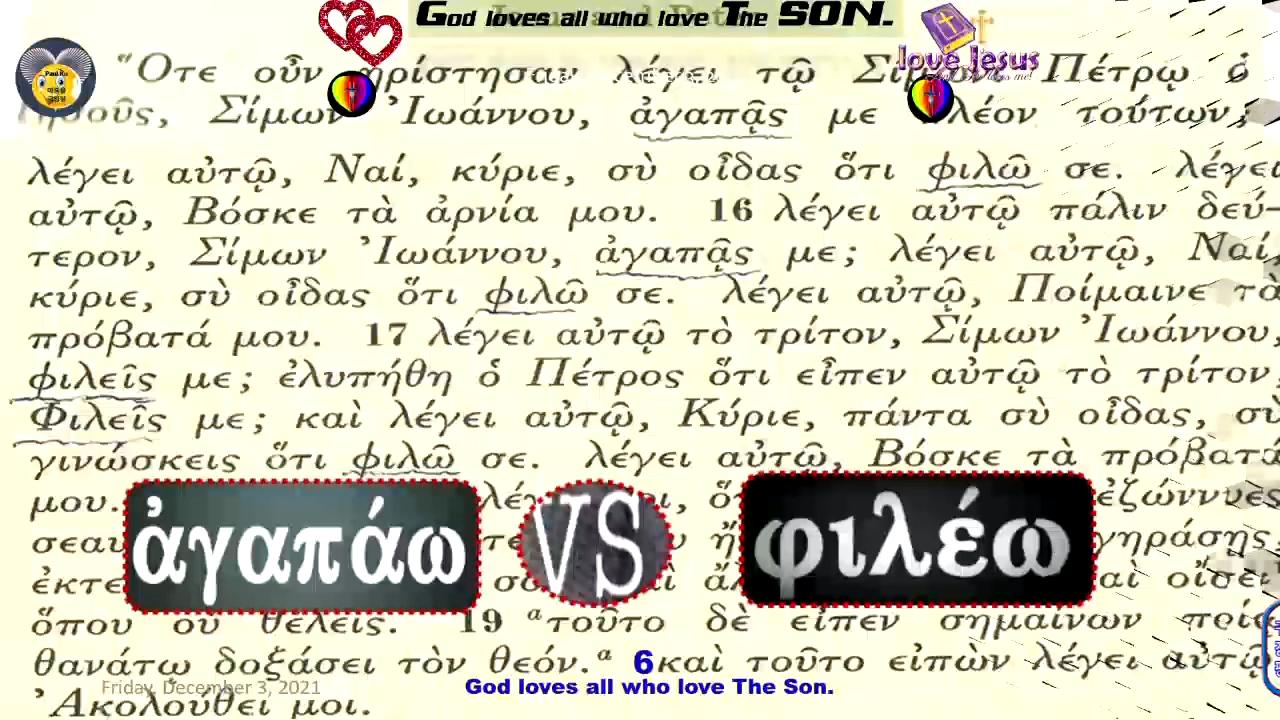 God loves all who love The SON.
love Jesus
Ὅτε οὖν ἠρίστησαν λέγει τῷ Σίμωνι Πέτρῳ ὁ
Ἰησοῦς, Σίμων Ἰωάννου, ἀγαπᾷς με πλέον τούτων;
λέγει αὐτῷ, Ναί, κύριε, σὺ οἶδας ὅτι φιλῶ σε. λέγει
αὐτῷ, Βόσκε τὰ ἀρνία μου. 16 λέγει αὐτῷ πάλιν δεύ-
τερον, Σίμων Ἰωάννου, ἀγαπᾷς με; λέγει αὐτῷ, Ναί,
κύριε, σὺ οἶδας ὅτι φιλῶ σε. λέγει αὐτῷ, Ποίμαινε τὰ
πρόβατά μου. 17 λέγει αὐτῷ τὸ τρίτον, Σίμων Ἰωάννου,
φιλεῖς με; ἐλυπήθη ὁ Πέτρος ὅτι εἶπεν αὐτῷ τὸ τρίτον,
Φιλεῖς με; καὶ λέγει αὐτῷ, Κύριε, πάντα σὺ οἶδας, σὺ
γινώσκεις ὅτι φιλῶ σε. λέγει αὐτῷ, Βόσκε τὰ πρόβατά
μου. ἐζώννυες
ἀγαπάω VS φιλέω
γηράσῃς,
ὅπου οὐ θέλεις. 19 ᵃτοῦτο δὲ εἶπεν σημαίνων ποίῳ
θανάτῳ δοξάσει τὸν θεόν.ᵃ 6 καὶ τοῦτο εἰπὼν λέγει αὐτῷ
Friday, December 3, 2021
God loves all who love The Son.
Ἀκολούθει μοι.